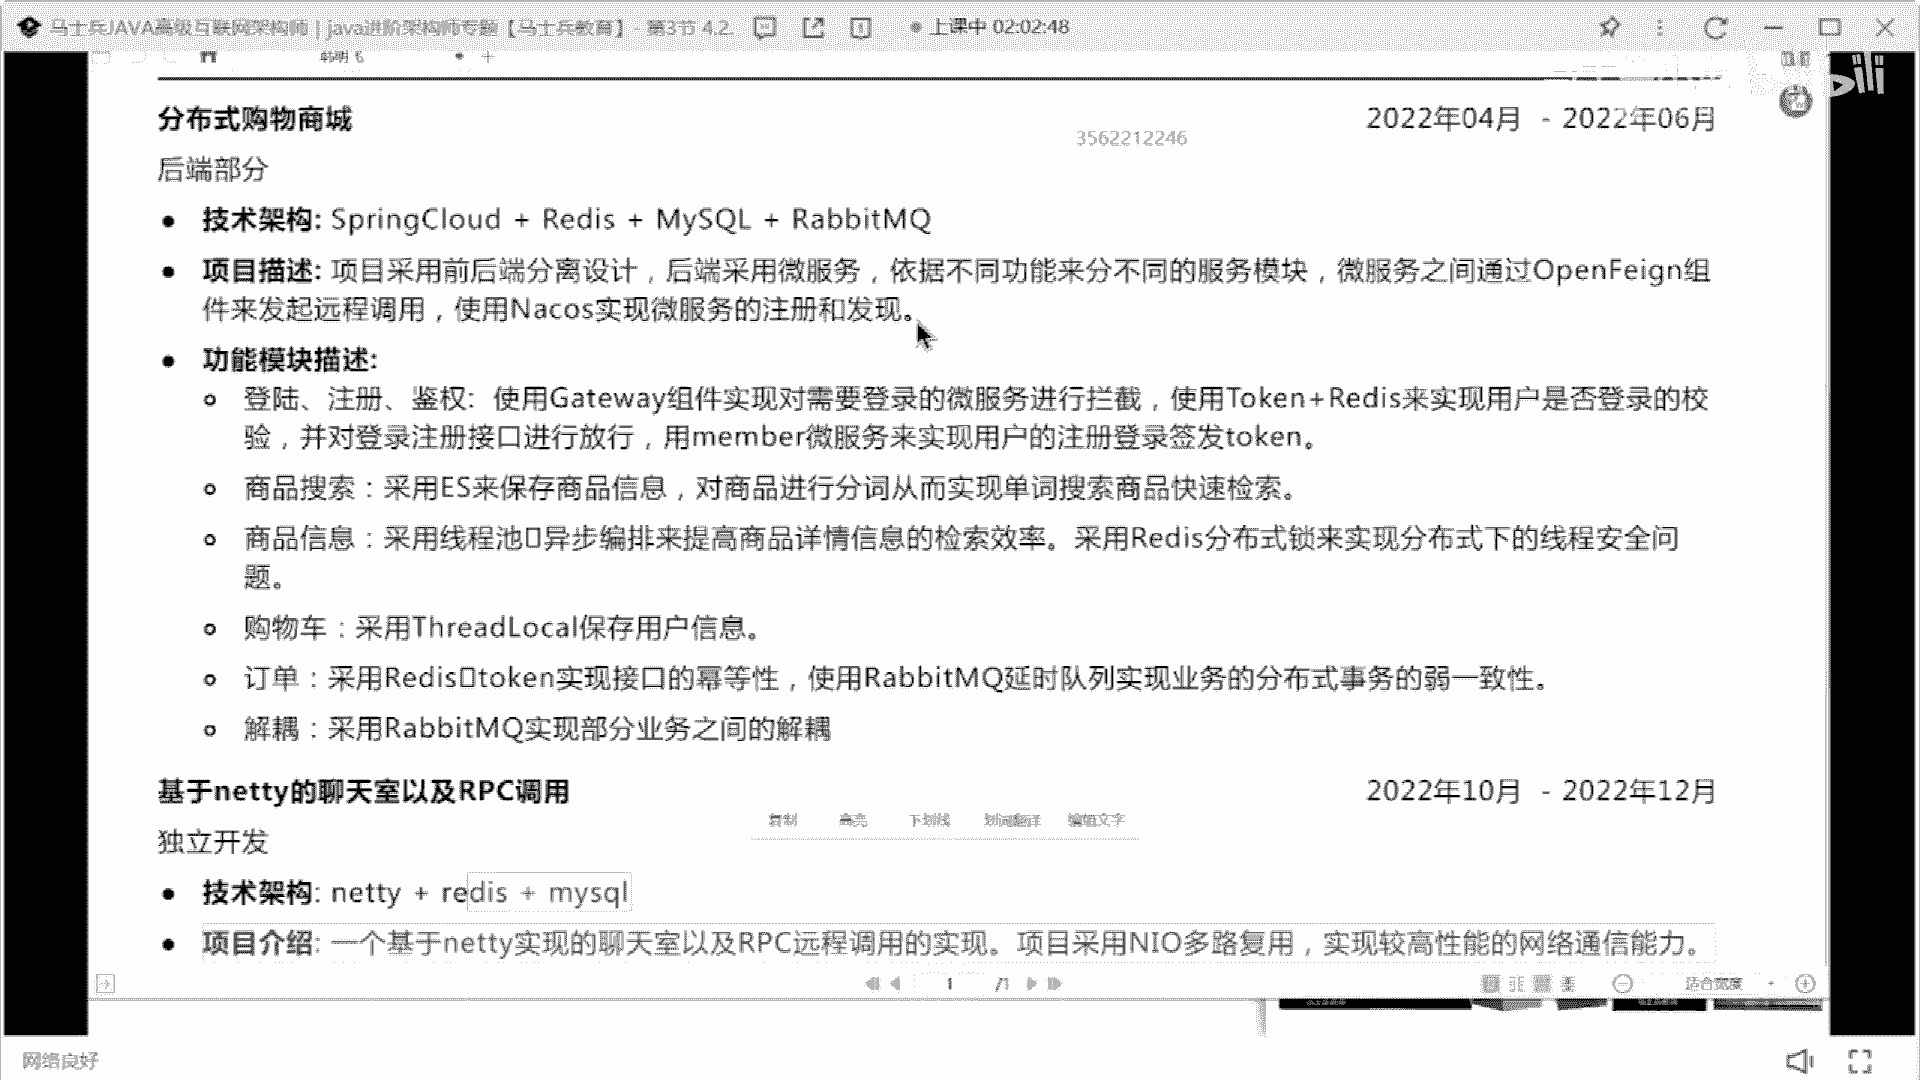 马士兵JAVA高级互联网架构师 | java进阶架构师专题【马士兵教育】- 第3节 4.2.
上课中 02:02:48
分布式购物商城
2022年04月 - 2022年06月
3562212246
后端部分
技术架构: SpringCloud + Redis + MySQL + RabbitMQ
项目描述: 项目采用前后端分离设计，后端采用微服务，依据不同功能来分不同的服务模块，微服务之间通过OpenFeign组
件来发起远程调用，使用Nacos实现微服务的注册和发现。
功能模块描述:
登陆、注册、鉴权：使用Gateway组件实现对需要登录的微服务进行拦截，使用Token+Redis来实现用户是否登录的校
验，并对登录注册接口进行放行，用member微服务来实现用户的注册登录签发token。
商品搜索：采用ES来保存商品信息，对商品进行分词从而实现单词搜索商品快速检索。
商品信息：采用线程池▯异步编排来提高商品详情信息的检索效率。采用Redis分布式锁来实现分布式下的线程安全问
题。
购物车：采用ThreadLocal保存用户信息。
订单：采用Redis▯token实现接口的幂等性，使用RabbitMQ延时队列实现业务的分布式事务的弱一致性。
解耦：采用RabbitMQ实现部分业务之间的解耦
基于netty的聊天室以及RPC调用
2022年10月 - 2022年12月
复制 高亮 下划线 划词翻译 编辑文字
独立开发
技术架构: netty + redis + mysql
项目介绍: 一个基于netty实现的聊天室以及RPC远程调用的实现。项目采用NIO多路复用，实现较高性能的网络通信能力。
1 /1
适合宽度
网络良好